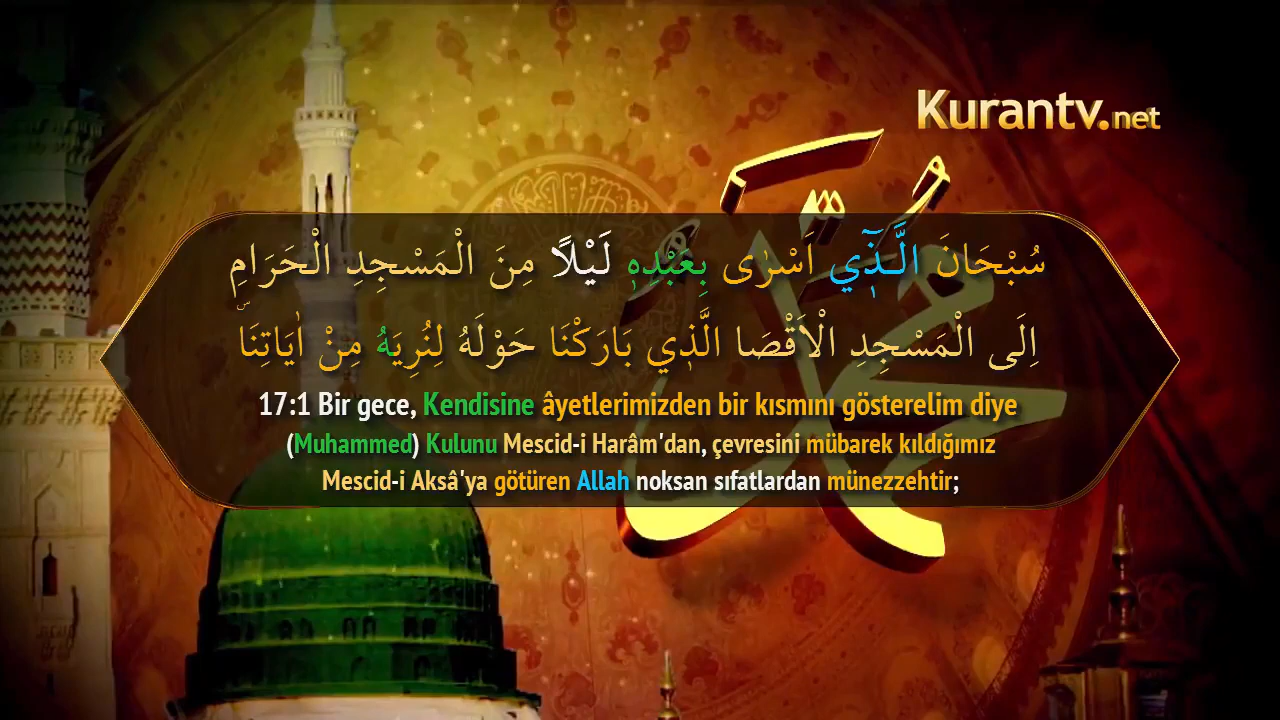 Kurantv.net
سُبْحَانَ الَّـذ۪ٓي اَسْرٰى بِعَبْدِه۪ لَيْلًا مِنَ الْمَسْجِدِ الْحَرَامِ
اِلَى الْمَسْجِدِ الْاَقْصَا الَّذ۪ي بَارَكْنَا حَوْلَهُ لِنُرِيَهُ مِنْ اٰيَاتِنَاۜ
17:1 Bir gece, Kendisine âyetlerimizden bir kısmını gösterelim diye
(Muhammed) Kulunu Mescid-i Harâm'dan, çevresini mübarek kıldığımız
Mescid-i Aksâ'ya götüren Allah noksan sıfatlardan münezzehtir;
محمد